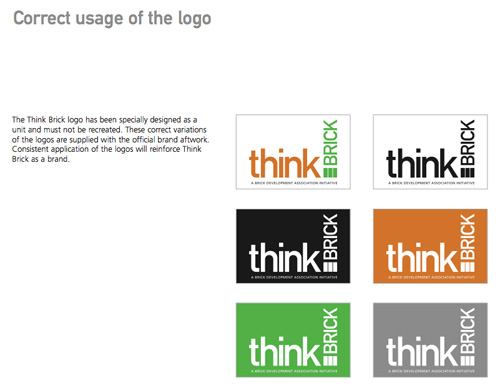 Correct usage of the logo
The Think Brick logo has been specially designed as a
unit and must not be recreated. These correct variations
of the logos are supplied with the official brand aftwork.
Consistent application of the logos will reinforce Think
Brick as a brand.
think BRICK
A BRICK DEVELOPMENT ASSOCIATION INITIATIVE
think BRICK
A BRICK DEVELOPMENT ASSOCIATION INITIATIVE
think BRICK
A BRICK DEVELOPMENT ASSOCIATION INITIATIVE
think BRICK
A BRICK DEVELOPMENT ASSOCIATION INITIATIVE
think BRICK
A BRICK DEVELOPMENT ASSOCIATION INITIATIVE
think BRICK
A BRICK DEVELOPMENT ASSOCIATION INITIATIVE